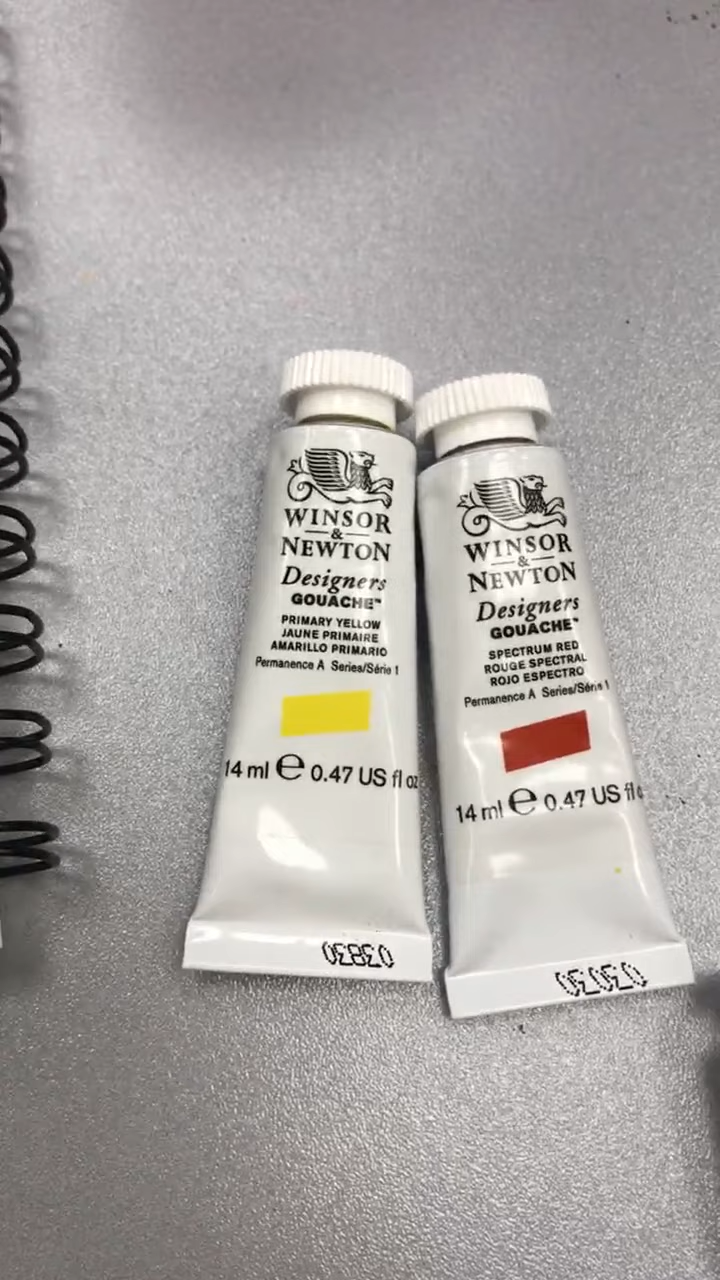 WINSOR
&
NEWTON
Designers
GOUACHE™
PRIMARY YELLOW
JAUNE PRIMAIRE
AMARILLO PRIMARIO
Permanence A Series/Série 1
14 ml e 0.47 US fl oz
WINSOR
&
NEWTON
Designers
GOUACHE™
SPECTRUM RED
ROUGE SPECTRAL
ROJO ESPECTRO
Permanence A Series/Série 1
14 ml e 0.47 US fl o